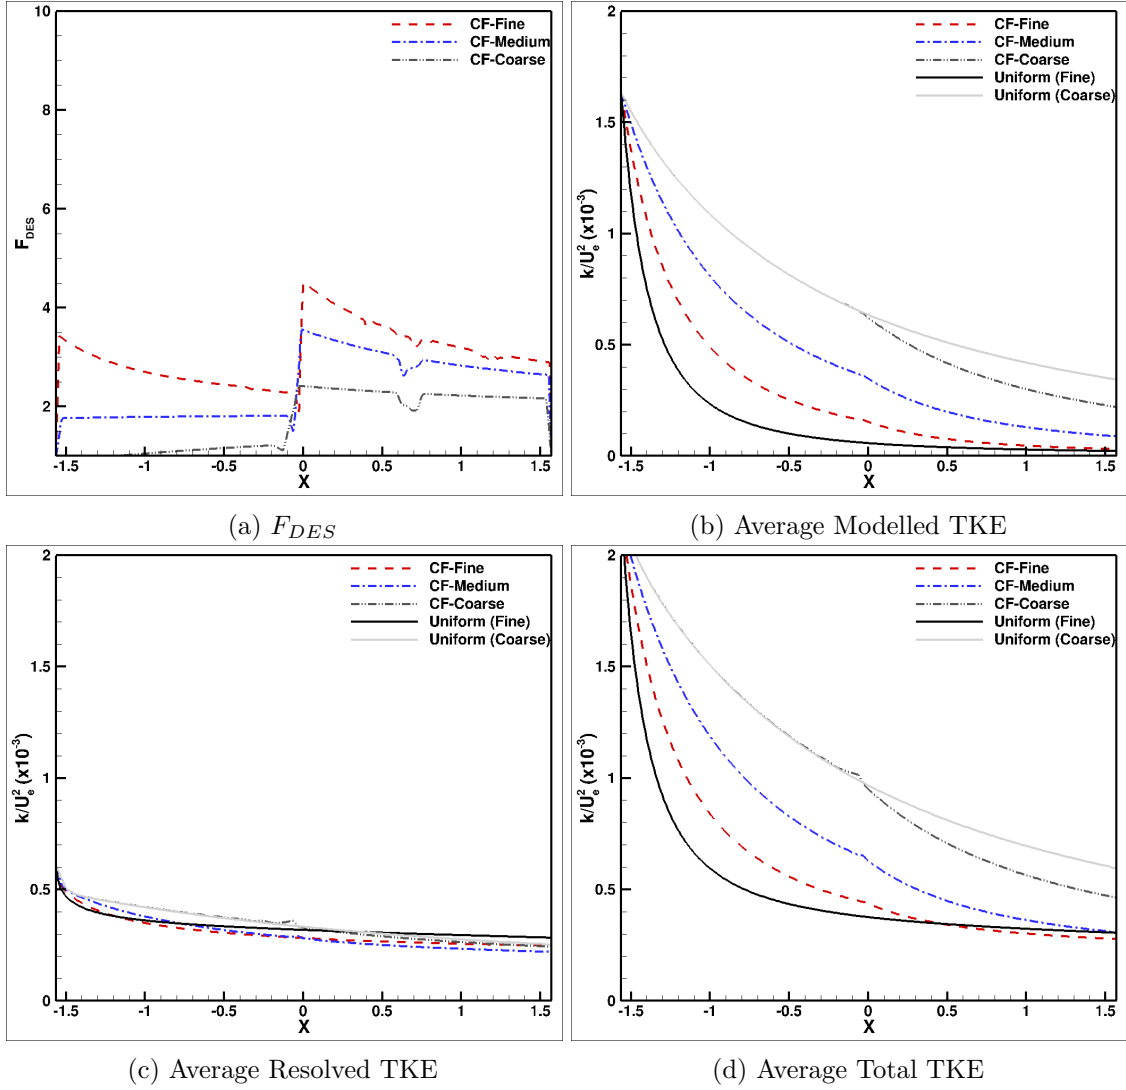 10
8
6
4
2
F_DES
-1.5 -1 -0.5 0 0.5 1 1.5
X
CF-Fine
CF-Medium
CF-Coarse
(a) F_DES
2
1.5
1
0.5
0
k/U_e^2 (x10^-3)
-1.5 -1 -0.5 0 0.5 1 1.5
X
CF-Fine
CF-Medium
CF-Coarse
Uniform (Fine)
Uniform (Coarse)
(b) Average Modelled TKE
2
1.5
1
0.5
0
k/U_e^2 (x10^-3)
-1.5 -1 -0.5 0 0.5 1 1.5
X
CF-Fine
CF-Medium
CF-Coarse
Uniform (Fine)
Uniform (Coarse)
(c) Average Resolved TKE
2
1.5
1
0.5
0
k/U_e^2 (x10^-3)
-1.5 -1 -0.5 0 0.5 1 1.5
X
CF-Fine
CF-Medium
CF-Coarse
Uniform (Fine)
Uniform (Coarse)
(d) Average Total TKE